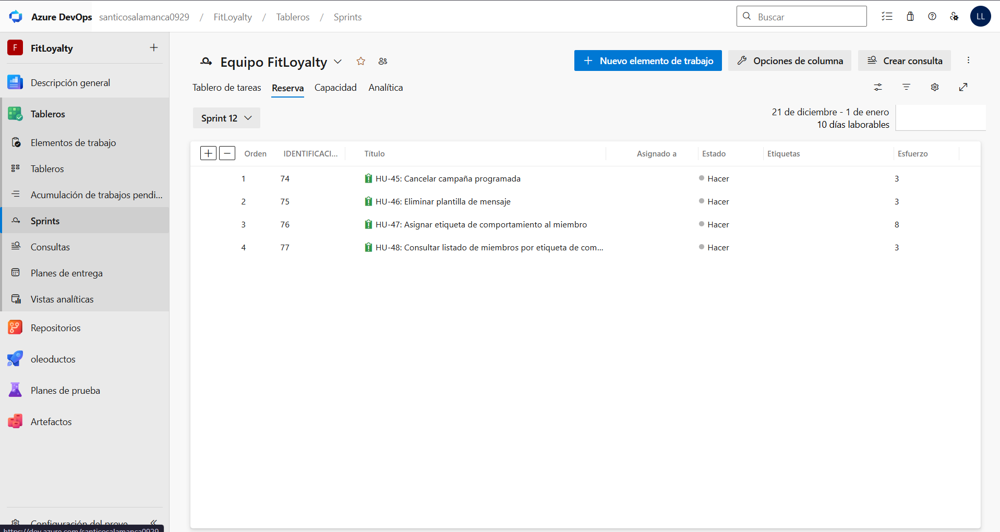 Azure DevOps santicosalamanca0929 / FitLoyalty / Tableros / Sprints
Buscar
LL
F FitLoyalty
Descripción general
Tableros
Elementos de trabajo
Tableros
Acumulación de trabajos pendi...
Sprints
Consultas
Planes de entrega
Vistas analíticas
Repositorios
oleoductos
Planes de prueba
Artefactos
Configuración del proye
https://dev.azure.com/santicosalamanca0929
Equipo FitLoyalty
Nuevo elemento de trabajo
Opciones de columna
Crear consulta
Tablero de tareas Reserva Capacidad Analítica
Sprint 12
21 de diciembre - 1 de enero
10 días laborables
Orden IDENTIFICACI... Título Asignado a Estado Etiquetas Esfuerzo
1 74 HU-45: Cancelar campaña programada Hacer 3
2 75 HU-46: Eliminar plantilla de mensaje Hacer 3
3 76 HU-47: Asignar etiqueta de comportamiento al miembro Hacer 8
4 77 HU-48: Consultar listado de miembros por etiqueta de com... Hacer 3